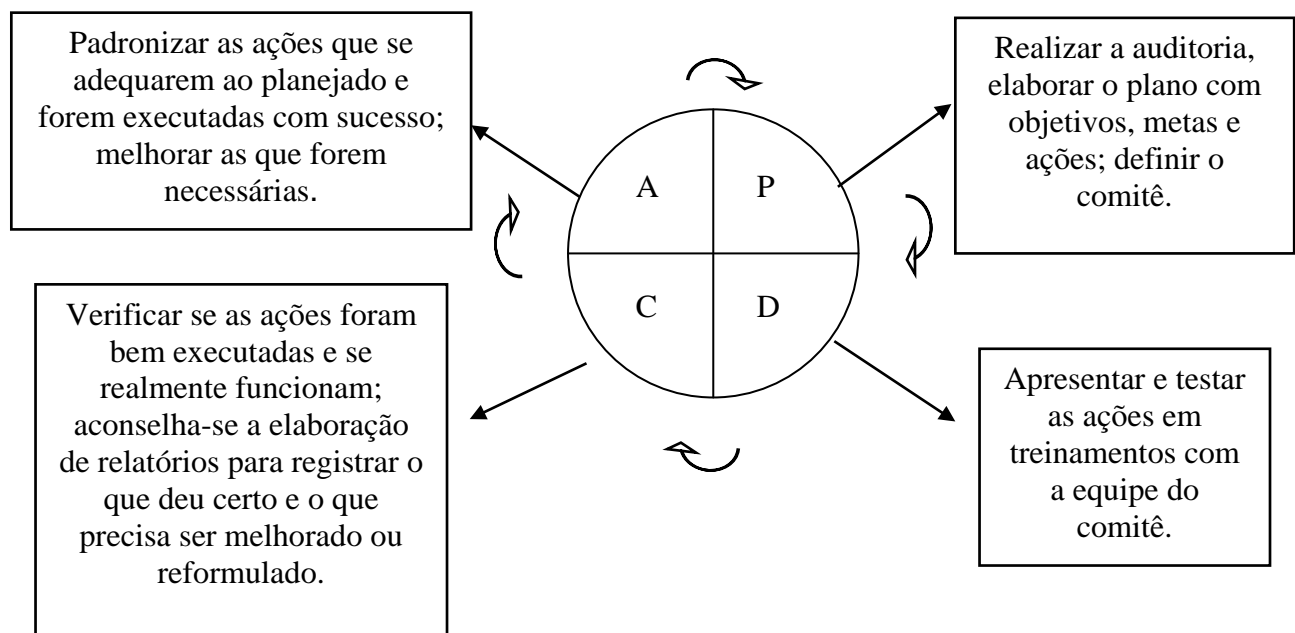 Padronizar as ações que se
adequarem ao planejado e
forem executadas com sucesso;
melhorar as que forem
necessárias.
Realizar a auditoria,
elaborar o plano com
objetivos, metas e
ações; definir o
comitê.
A
P
C
D
Verificar se as ações foram
bem executadas e se
realmente funcionam;
aconselha-se a elaboração
de relatórios para registrar o
que deu certo e o que
precisa ser melhorado ou
reformulado.
Apresentar e testar
as ações em
treinamentos com
a equipe do
comitê.